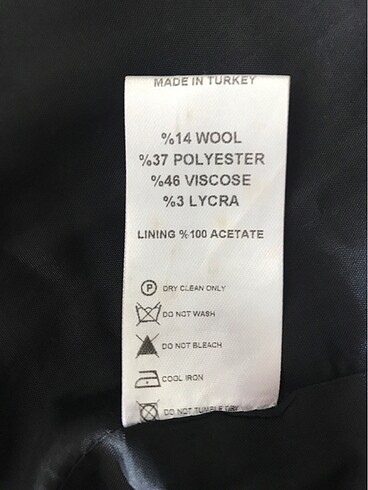 MADE IN TURKEY
%14 WOOL
%37 POLYESTER
%46 VISCOSE
%3 LYCRA
LINING %100 ACETATE
P DRY CLEAN ONLY
DO NOT WASH
DO NOT BLEACH
COOL IRON
DO NOT TUMBLE DRY